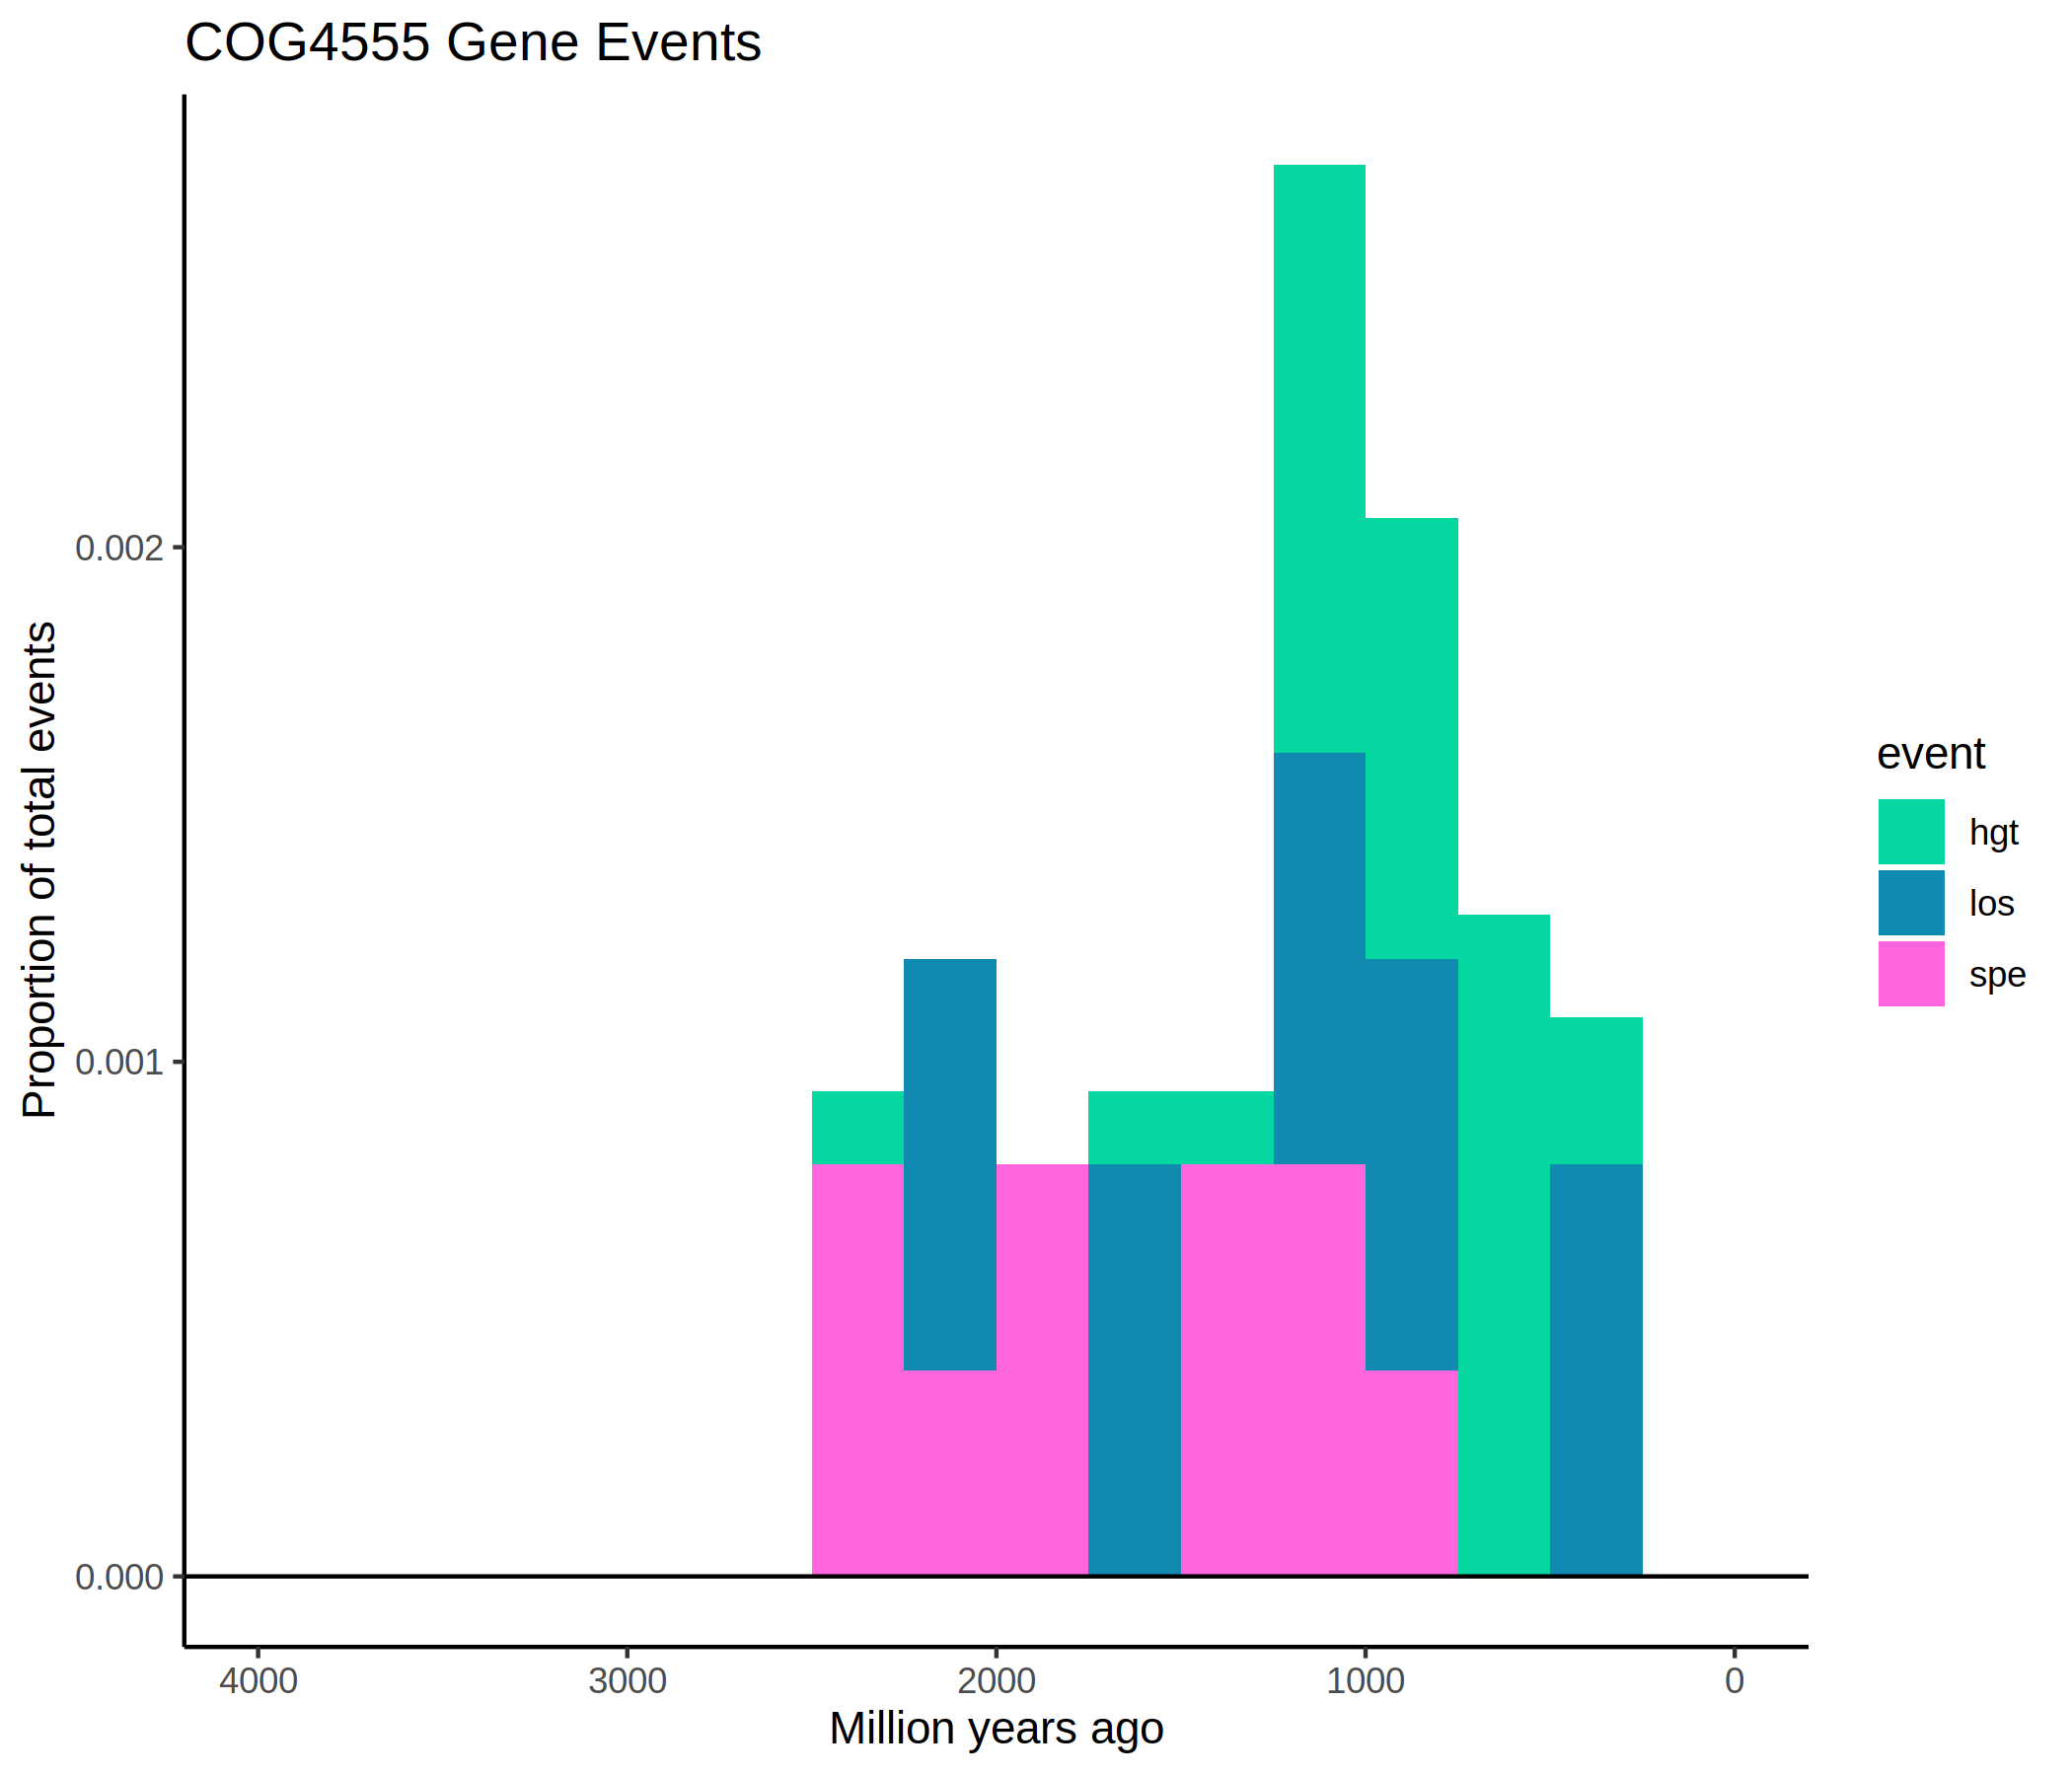 COG4555 Gene Events
Proportion of total events
0.002
0.001
0.000
4000 3000 2000 1000 0
Million years ago
event
hgt
los
spe